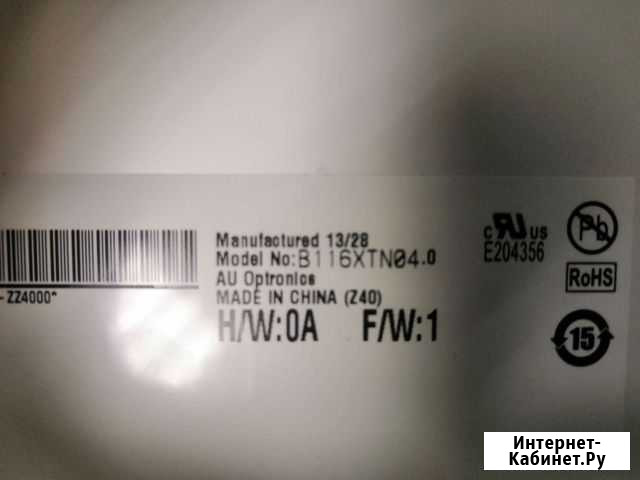 Manufactured 13/28
Model No:B116XTN04.0
AU Optronics
MADE IN CHINA (Z40)
H/W:0A F/W:1
- ZZ4000*
c RU US
E204356
Pb
RoHS
15
Интернет-
Кабинет.Ру